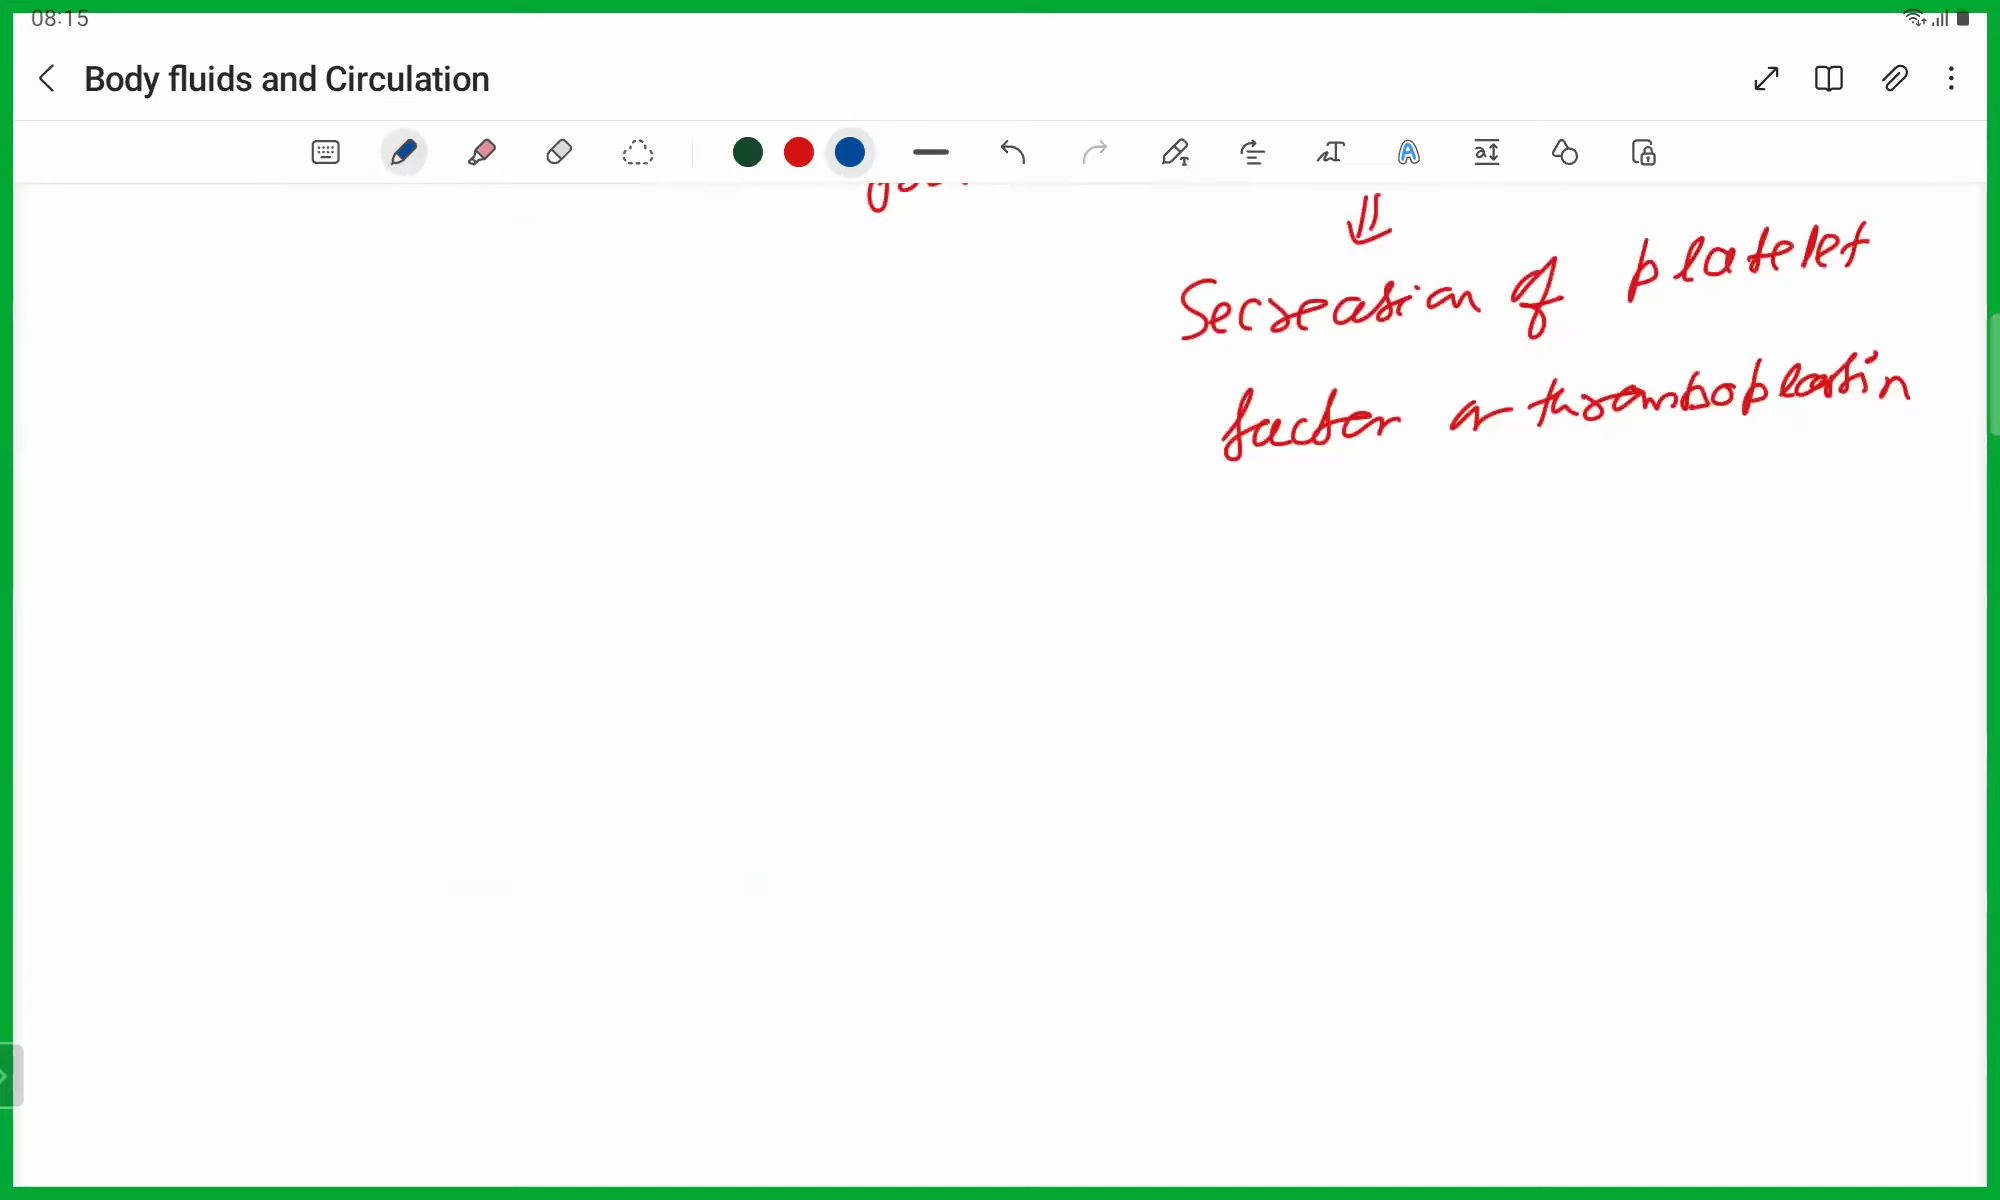 08:15
Body fluids and Circulation
Secreation of platelet
factor or thromboplastin